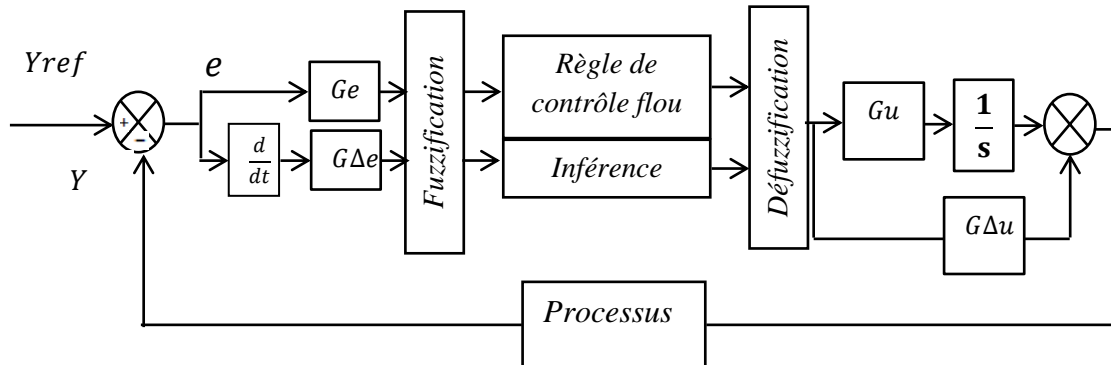 Yref
e
+
-
Y
Ge
d
dt
GΔe
Fuzzification
Règle de
contrôle flou
Inférence
Défuzzification
Gu
1
s
GΔu
Processus